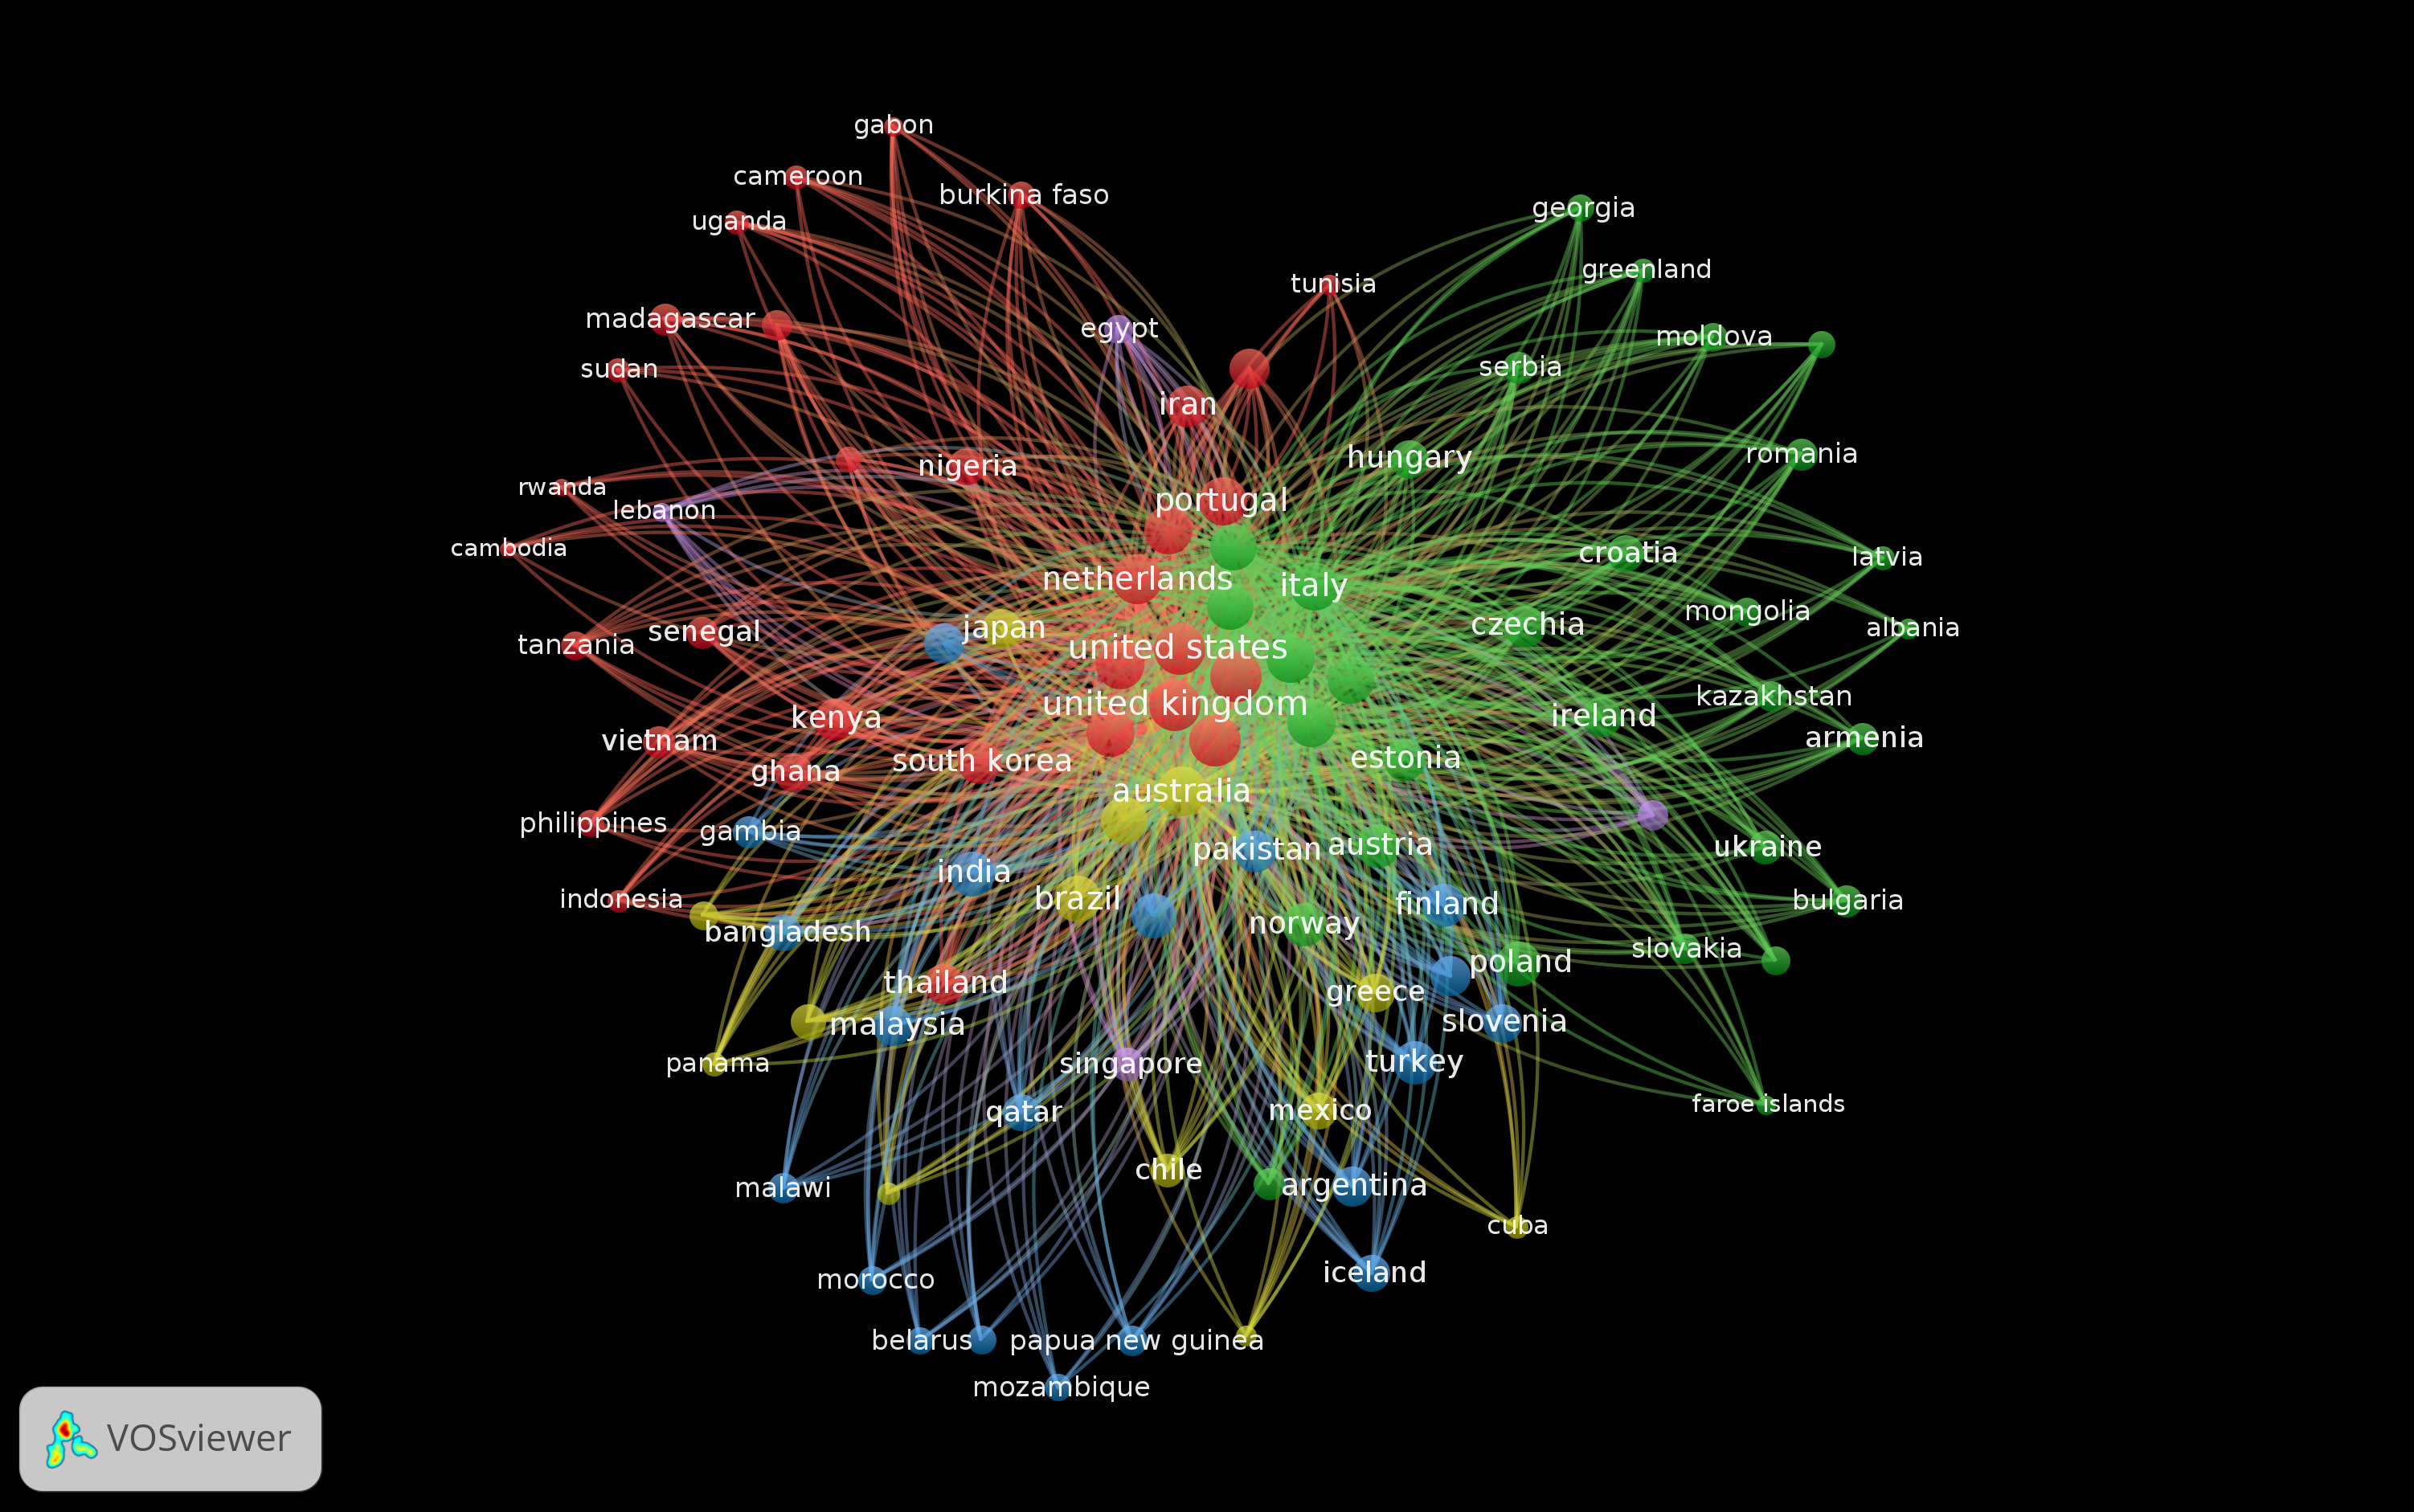 gabon
cameroon
burkina faso
uganda
georgia
greenland
tunisia
madagascar
egypt
moldova
sudan
serbia
iran
hungary
romania
nigeria
rwanda
portugal
lebanon
cambodia
croatia
latvia
netherlands
italy
mongolia
japan
czechia
albania
senegal
tanzania
united states
kazakhstan
united kingdom
kenya
ireland
vietnam
armenia
south korea
estonia
ghana
australia
philippines
gambia
pakistan
austria
ukraine
india
indonesia
brazil
finland
bulgaria
bangladesh
norway
slovakia
poland
thailand
greece
malaysia
slovenia
panama
singapore
turkey
qatar
mexico
faroe islands
chile
malawi
argentina
cuba
morocco
iceland
belarus
papua new guinea
mozambique
VOSviewer